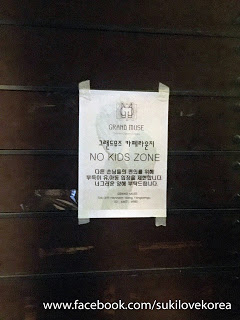 GRAND MUSE
그랜드뮤즈 카페라운지
NO KIDS ZONE
다른 손님들의 편의를 위해
부득이 유,아동 입장을 제한합니다.
너그러운 양해 부탁드립니다.
www.facebook.com/sukilovekorea